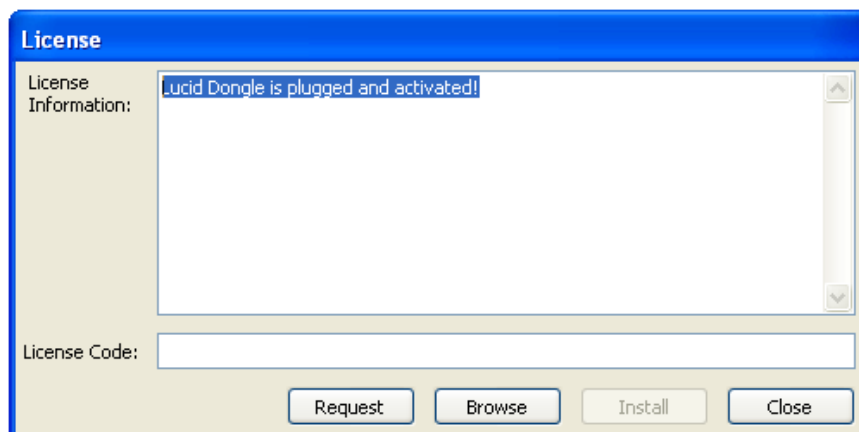 License
License
Information:
Lucid Dongle is plugged and activated!
License Code:
Request Browse Install Close